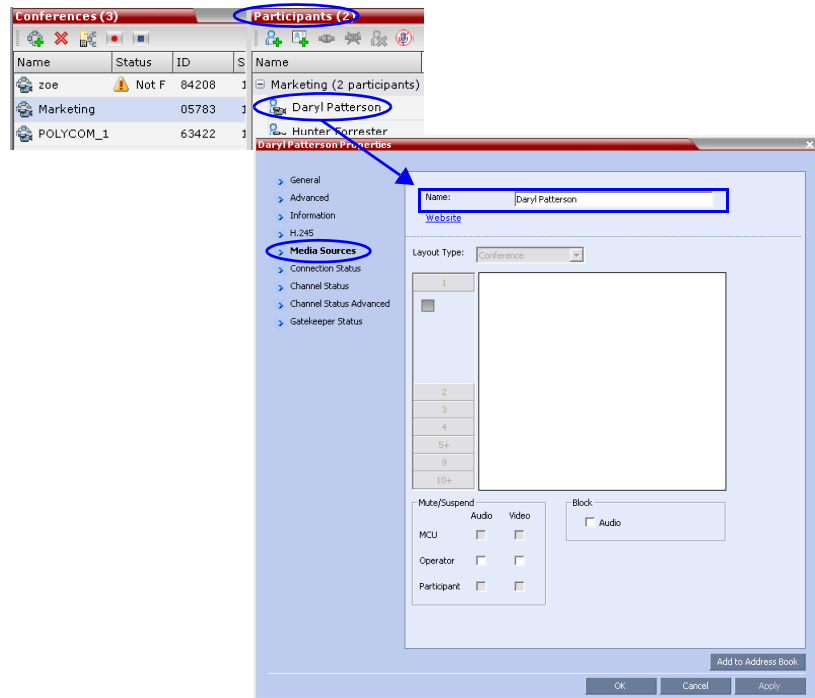 Conferences (3)
Participants (2)
Name Status ID S
Name
zoe Not F 84208 1
Marketing (2 participants)
Marketing 05783 1
Daryl Patterson
POLYCOM_1 63422 1
Hunter Forrester
Daryl Patterson Properties
General
Advanced
Information
H.245
Media Sources
Connection Status
Channel Status
Channel Status Advanced
Gatekeeper Status
Name: Daryl Patterson
Website
Layout Type: Conference
1
2
3
4
5+
9
10+
Mute/Suspend
Audio Video
MCU
Operator
Participant
Block
Audio
Add to Address Book
OK Cancel Apply